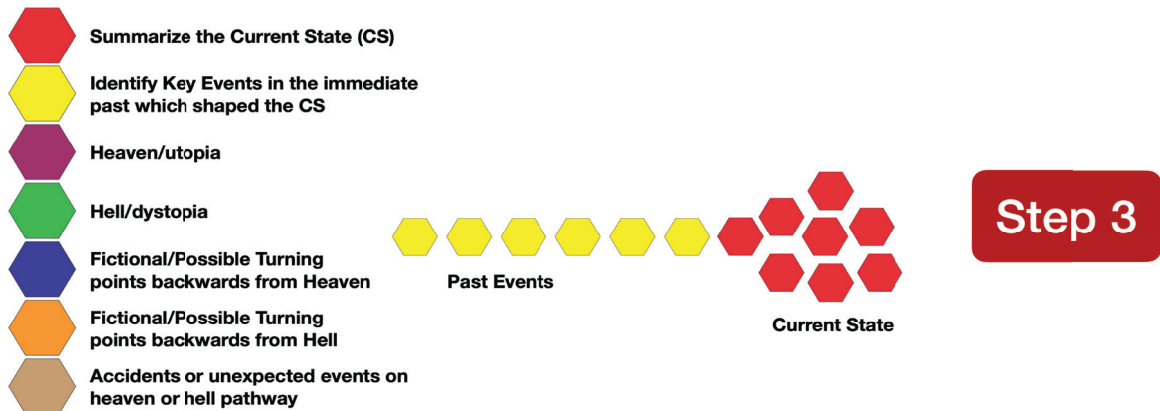 Summarize the Current State (CS)
Identify Key Events in the immediate
past which shaped the CS
Heaven/utopia
Hell/dystopia
Fictional/Possible Turning
points backwards from Heaven
Fictional/Possible Turning
points backwards from Hell
Accidents or unexpected events on
heaven or hell pathway
Past Events
Current State
Step 3